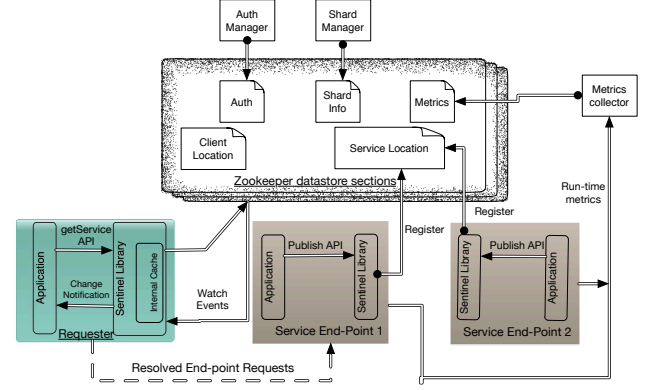 Auth
Manager
Shard
Manager
Auth
Shard
Info
Metrics
Metrics
collector
Client
Location
Service Location
Zookeeper datastore sections
Run-time
metrics
Register
Register
getService
API
Application
Sentinel Library
Internal Cache
Change
Notification
Requester
Watch
Events
Publish API
Application
Sentinel Library
Service End-Point 1
Publish API
Sentinel Library
Application
Service End-Point 2
Resolved End-point Requests